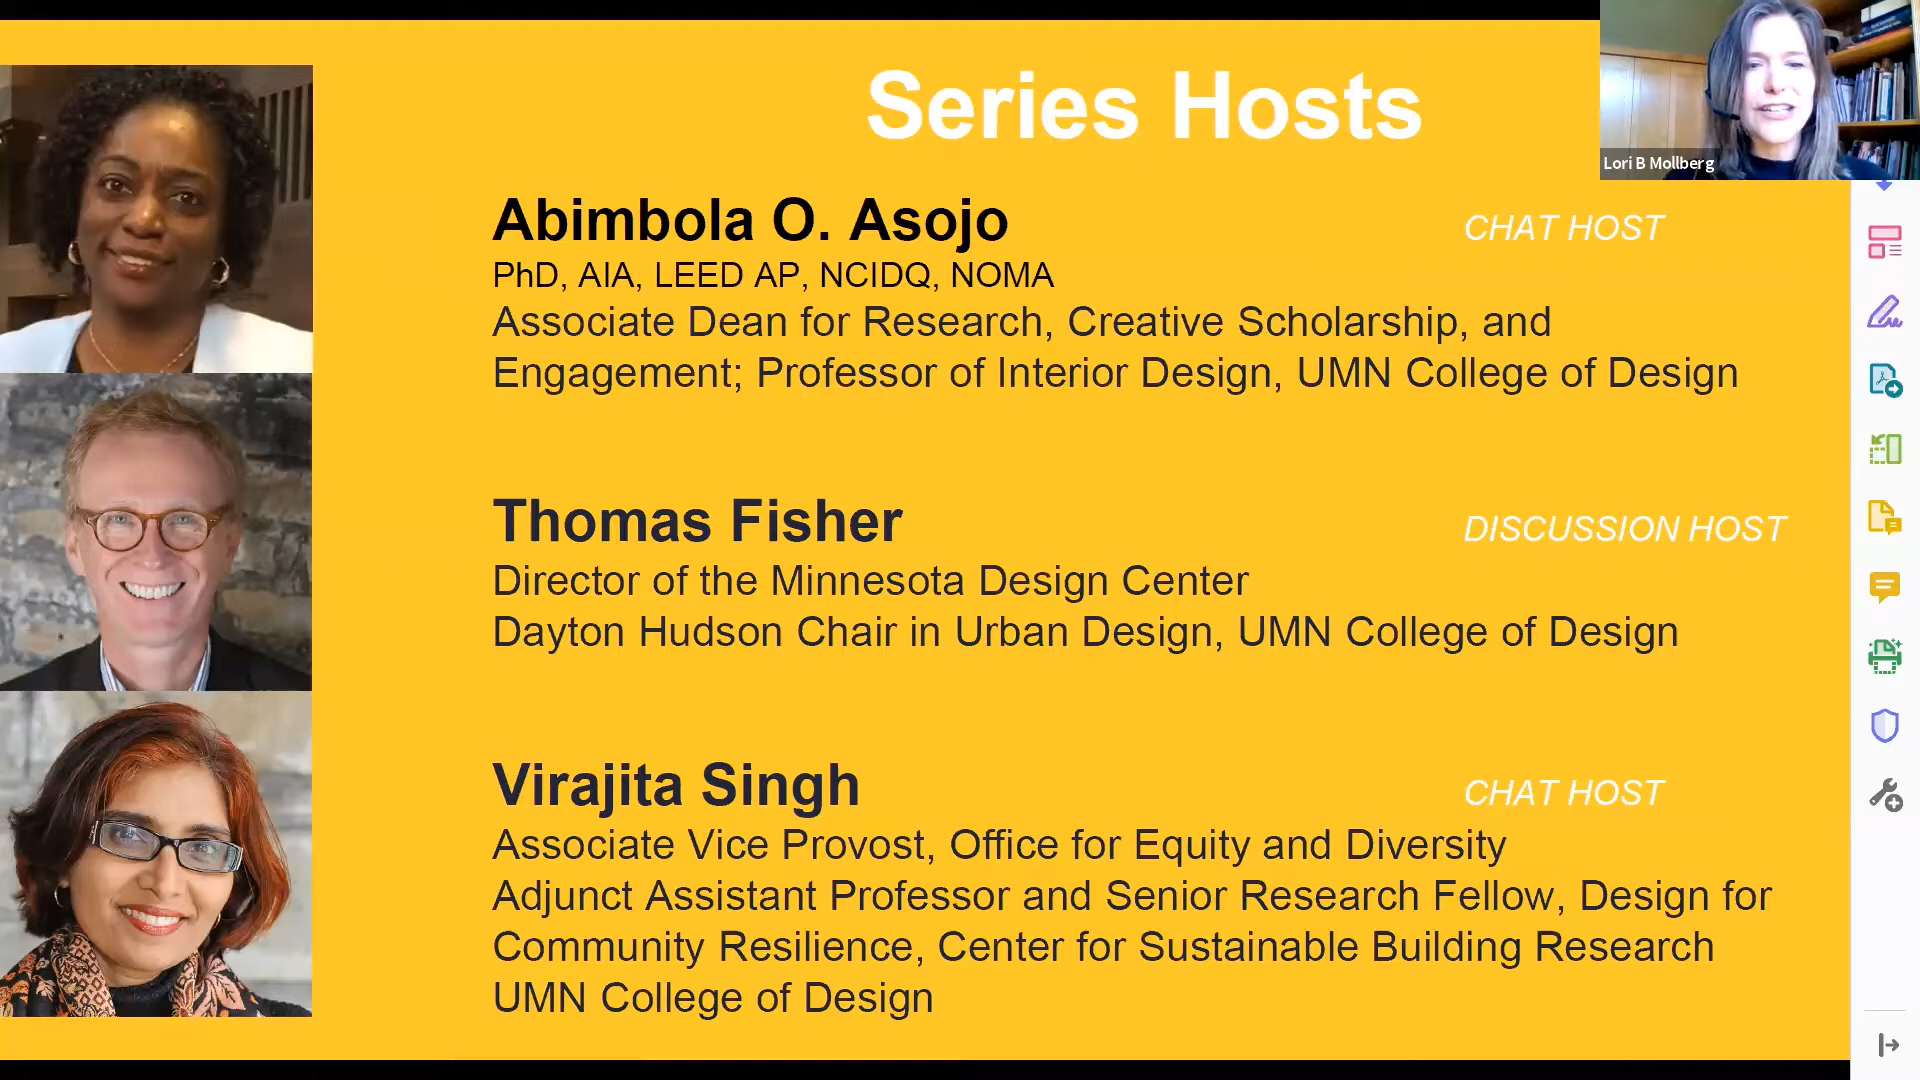 Series Hosts
Lori B Mollberg
Abimbola O. Asojo
CHAT HOST
PhD, AIA, LEED AP, NCIDQ, NOMA
Associate Dean for Research, Creative Scholarship, and
Engagement; Professor of Interior Design, UMN College of Design
Thomas Fisher
DISCUSSION HOST
Director of the Minnesota Design Center
Dayton Hudson Chair in Urban Design, UMN College of Design
Virajita Singh
CHAT HOST
Associate Vice Provost, Office for Equity and Diversity
Adjunct Assistant Professor and Senior Research Fellow, Design for
Community Resilience, Center for Sustainable Building Research
UMN College of Design